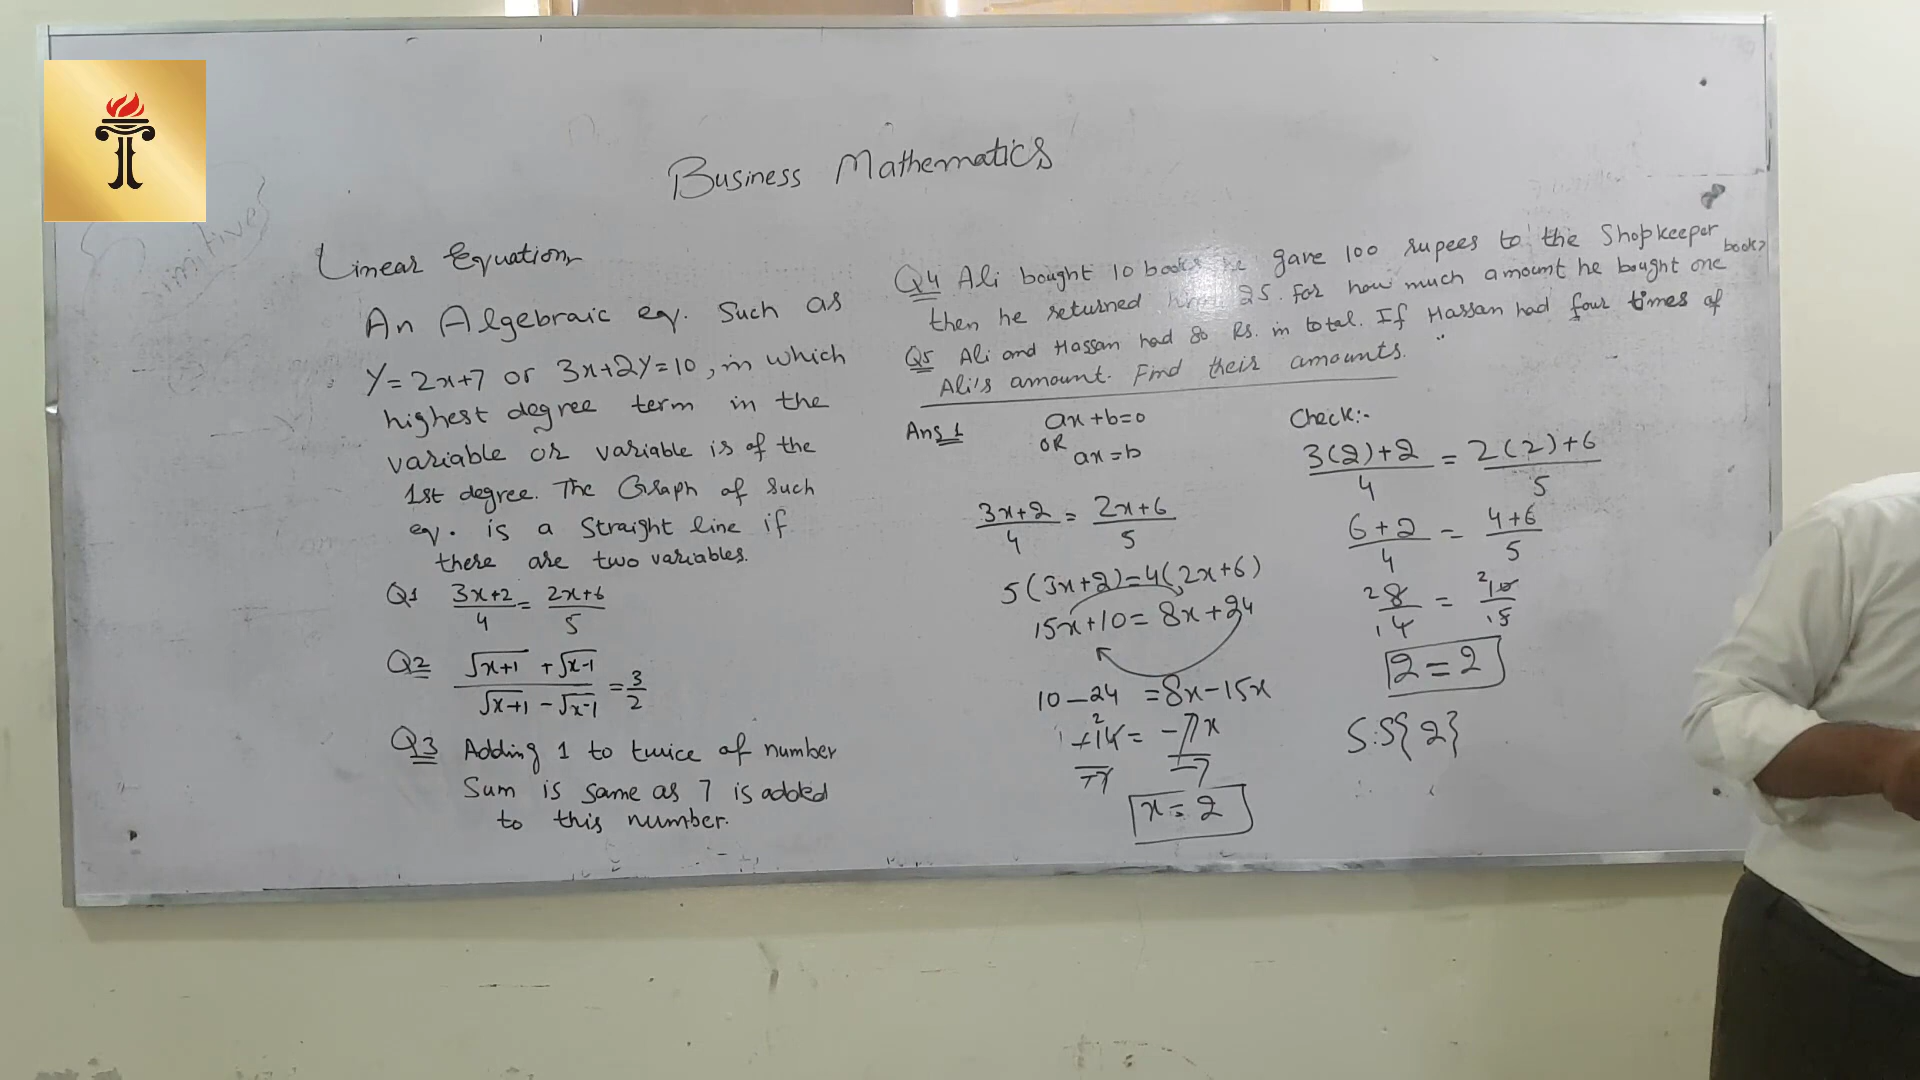 Business Mathematics
Linear Equation
An Algebraic eq. Such as
Y=2x+7 or 3x+2Y=10, in which
highest degree term in the
variable or variable is of the
1st degree. The Graph of such
eq. is a Straight line if
there are two variables.
Q1 (3x+2)/4 = (2x+6)/5
Q2 (√x+1 + √x-1)/(√x+1 - √x-1) = 3/2
Q3 Adding 1 to twice of number
Sum is same as 7 is added
to this number.
Q4 Ali bought 10 books he gave 100 rupees to the Shopkeeper
then he returned him 25. For how much amount he bought one book?
Q5 Ali and Hassan had 80 Rs. in total. If Hassan had four times of
Ali's amount. Find their amounts.
Ans 1
ax+b=0
OR
ax=b
(3x+2)/4 = (2x+6)/5
5(3x+2)=4(2x+6)
15x+10=8x+24
10-24 =8x-15x
+14 2 = -7x
-7 -7
x=2
Check:-
(3(2)+2)/4 = (2(2)+6)/5
(6+2)/4 = (4+6)/5
2 8/4 1 = 2 10/5 1
2=2
S.S{2}